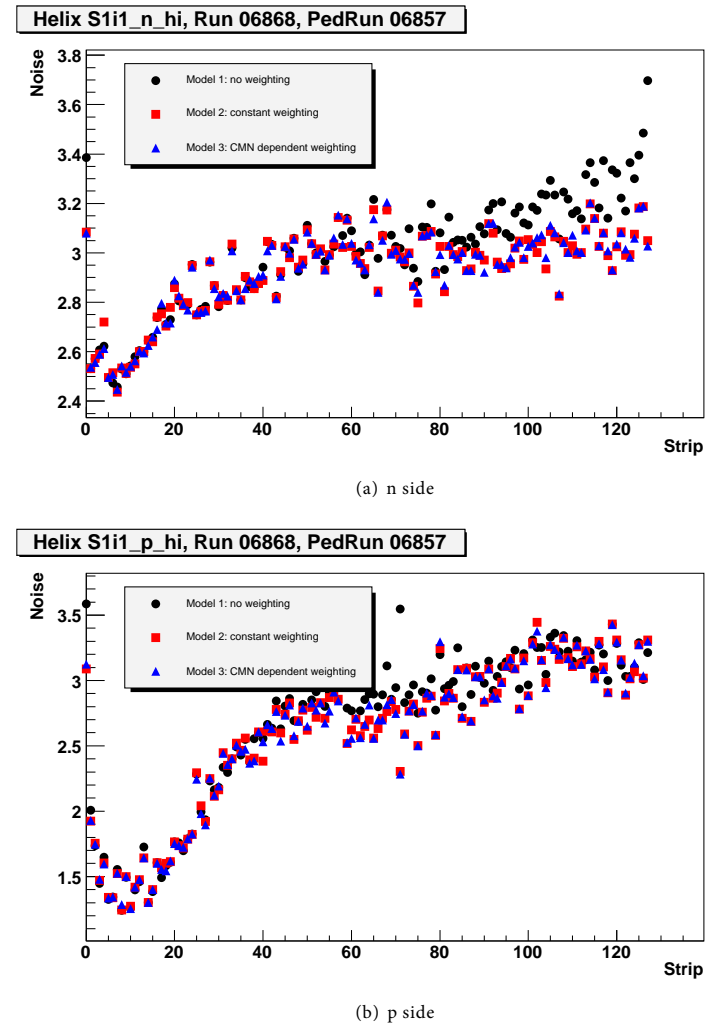 Helix S1i1_n_hi, Run 06868, PedRun 06857
Noise
3.8
3.6
3.4
3.2
3
2.8
2.6
2.4
Model 1: no weighting
Model 2: constant weighting
Model 3: CMN dependent weighting
0 20 40 60 80 100 120
Strip
(a) n side
Helix S1i1_p_hi, Run 06868, PedRun 06857
Noise
3.5
3
2.5
2
1.5
Model 1: no weighting
Model 2: constant weighting
Model 3: CMN dependent weighting
0 20 40 60 80 100 120
Strip
(b) p side